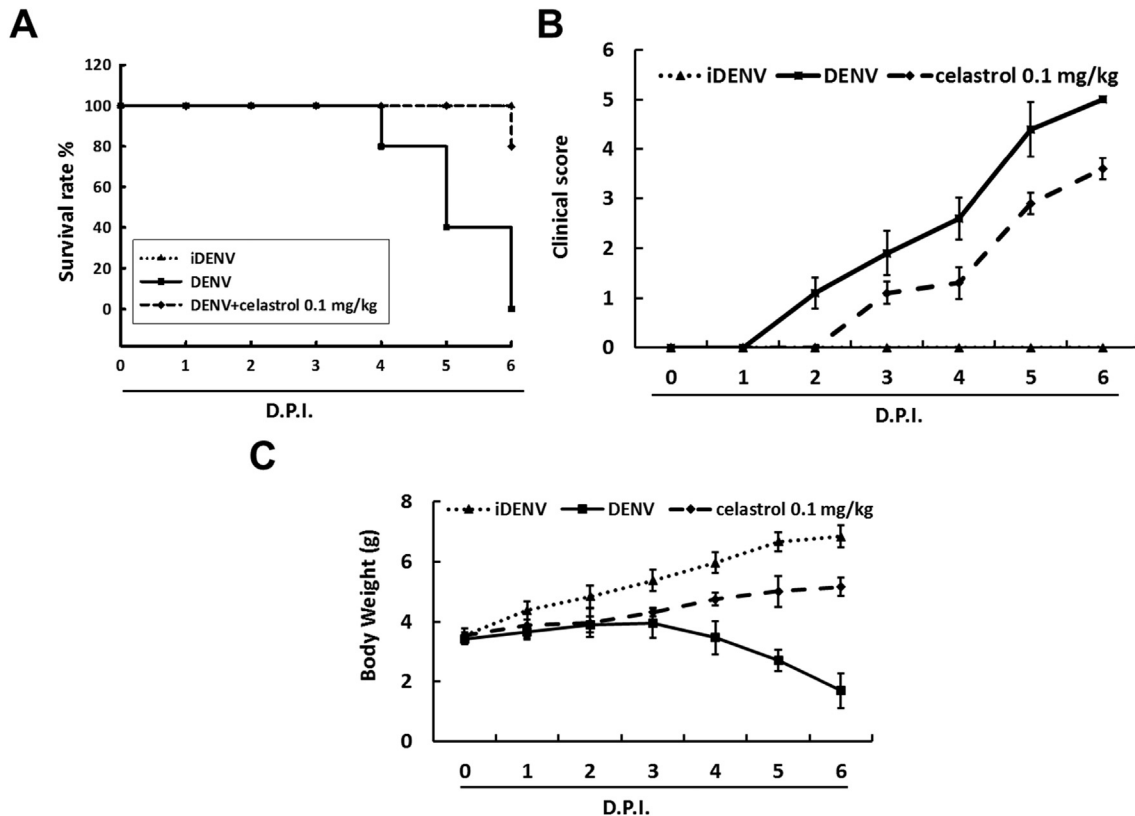 A
120
100
80
60
40
20
0
Survival rate %
iDENV
DENV
DENV+celastrol 0.1 mg/kg
0 1 2 3 4 5 6
D.P.I.
B
iDENV DENV celastrol 0.1 mg/kg
6
5
4
3
2
1
0
Clinical score
0 1 2 3 4 5 6
D.P.I.
C
iDENV DENV celastrol 0.1 mg/kg
8
6
4
2
0
Body Weight (g)
0 1 2 3 4 5 6
D.P.I.